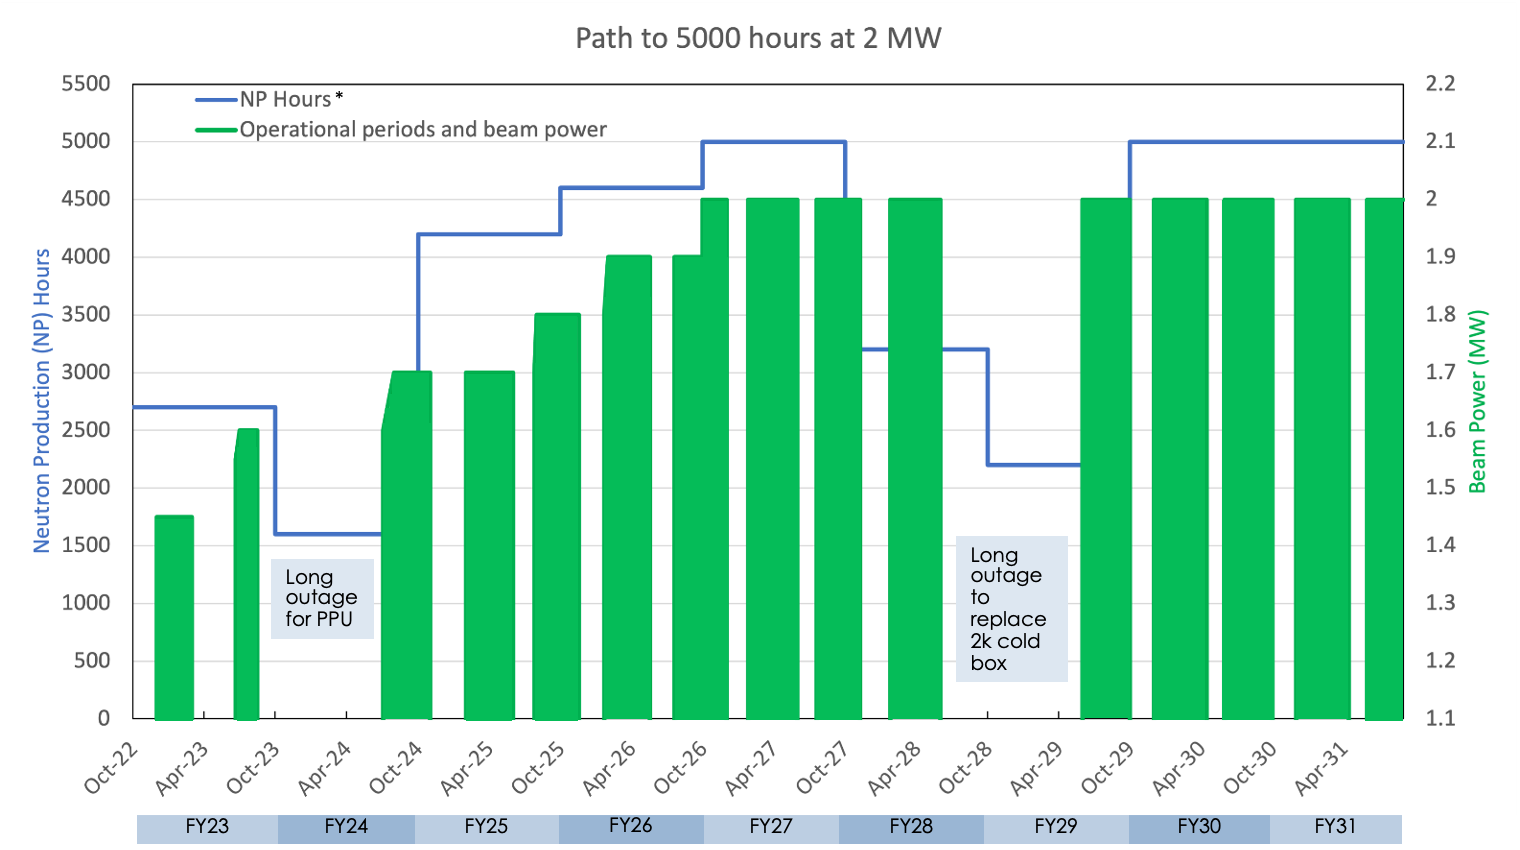 Path to 5000 hours at 2 MW
NP Hours*
Operational periods and beam power
5500
5000
4500
4000
3500
3000
2500
2000
1500
1000
500
0
Neutron Production (NP) Hours
2.2
2.1
2
1.9
1.8
1.7
1.6
1.5
1.4
1.3
1.2
1.1
Beam Power (MW)
Long
outage
for PPU
Long
outage
to
replace
2k cold
box
Oct-22
Apr-23
Oct-23
Apr-24
Oct-24
Apr-25
Oct-25
Apr-26
Oct-26
Apr-27
Oct-27
Apr-28
Oct-28
Apr-29
Oct-29
Apr-30
Oct-30
Apr-31
FY23
FY24
FY25
FY26
FY27
FY28
FY29
FY30
FY31